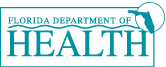 FLORIDA DEPARTMENT OF
HEALTH